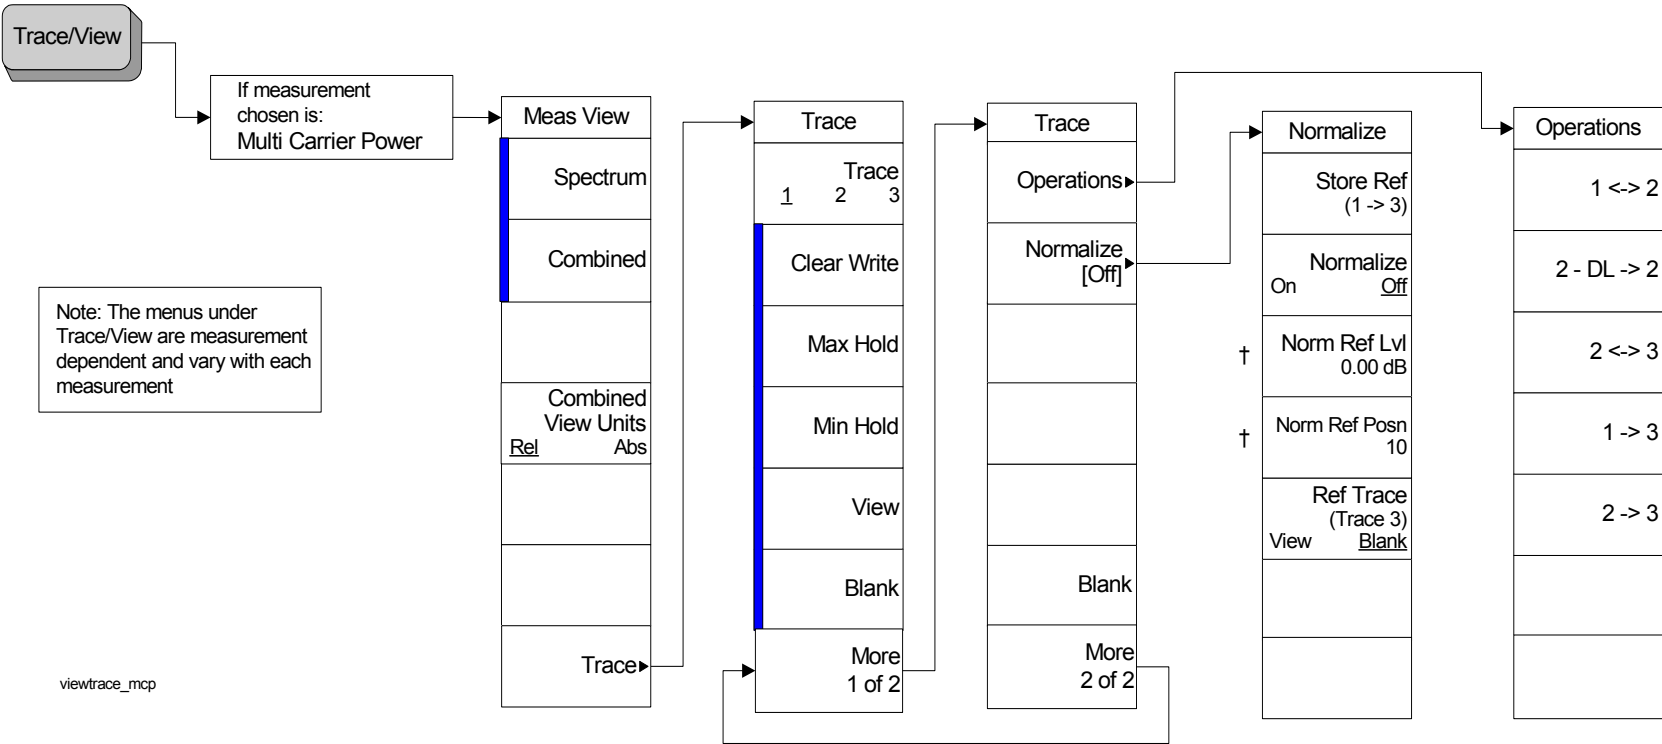 Trace/View
If measurement
chosen is:
Multi Carrier Power
Note: The menus under
Trace/View are measurement
dependent and vary with each
measurement
viewtrace_mcp
Meas View
Spectrum
Combined
Combined
View Units
Rel Abs
Trace
Trace
Trace
1 2 3
Clear Write
Max Hold
Min Hold
View
Blank
More
1 of 2
Trace
Operations
Normalize
[Off]
Blank
More
2 of 2
Normalize
Store Ref
(1 -> 3)
Normalize
On Off
† Norm Ref Lvl
0.00 dB
† Norm Ref Posn
10
Ref Trace
(Trace 3)
View Blank
Operations
1 <-> 2
2 - DL -> 2
2 <-> 3
1 -> 3
2 -> 3